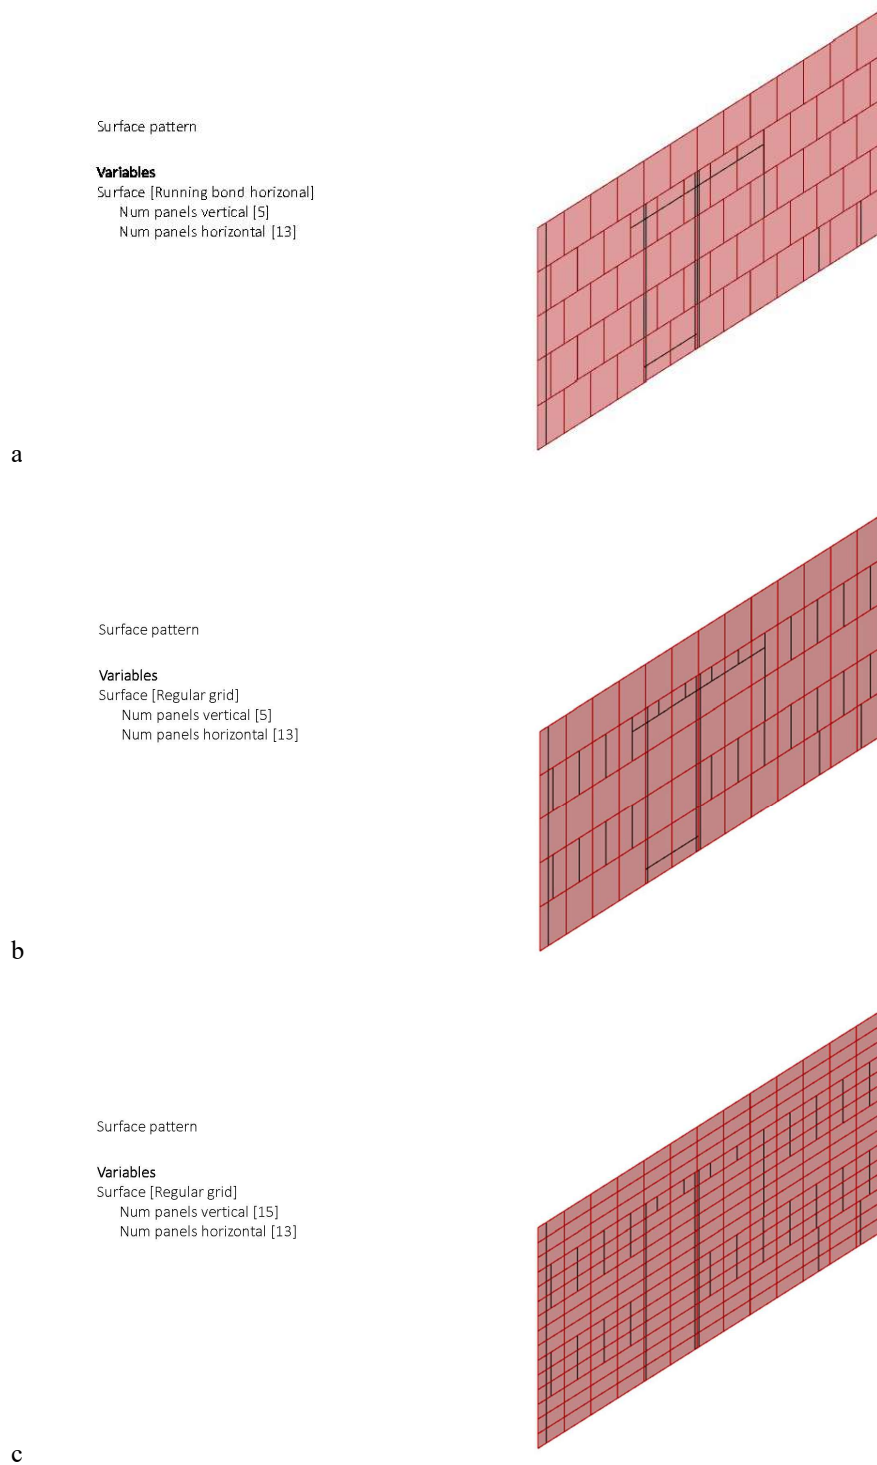 Surface pattern
Variables
Surface [Running bond horizonal]
Num panels vertical [5]
Num panels horizontal [13]
a
Surface pattern
Variables
Surface [Regular grid]
Num panels vertical [5]
Num panels horizontal [13]
b
Surface pattern
Variables
Surface [Regular grid]
Num panels vertical [15]
Num panels horizontal [13]
c